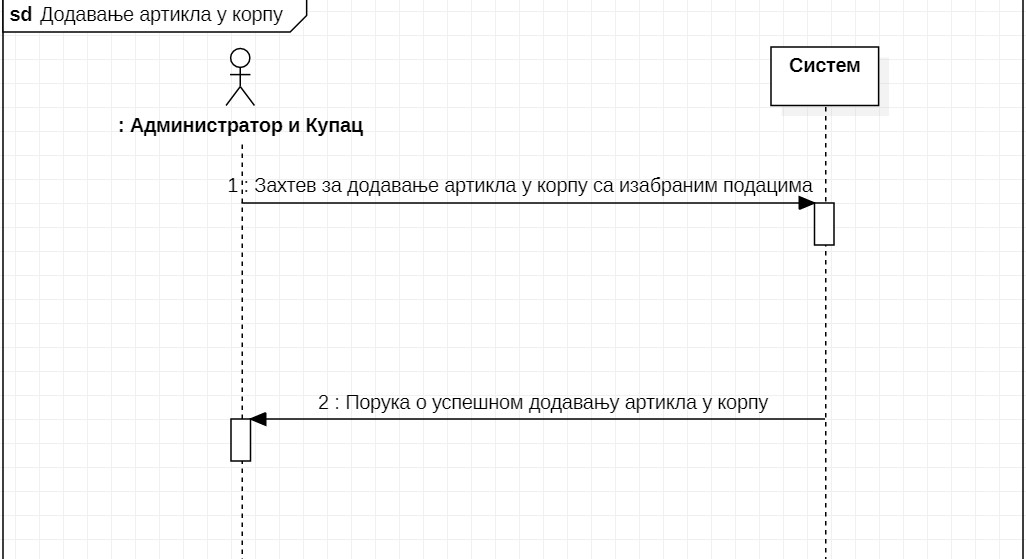 sd Додавање артикла у корпу
Систем
: Администратор и Купац
1 : Захтев за додавање артикла у корпу са изабраним подацима
2 : Порука о успешном додавању артикла у корпу